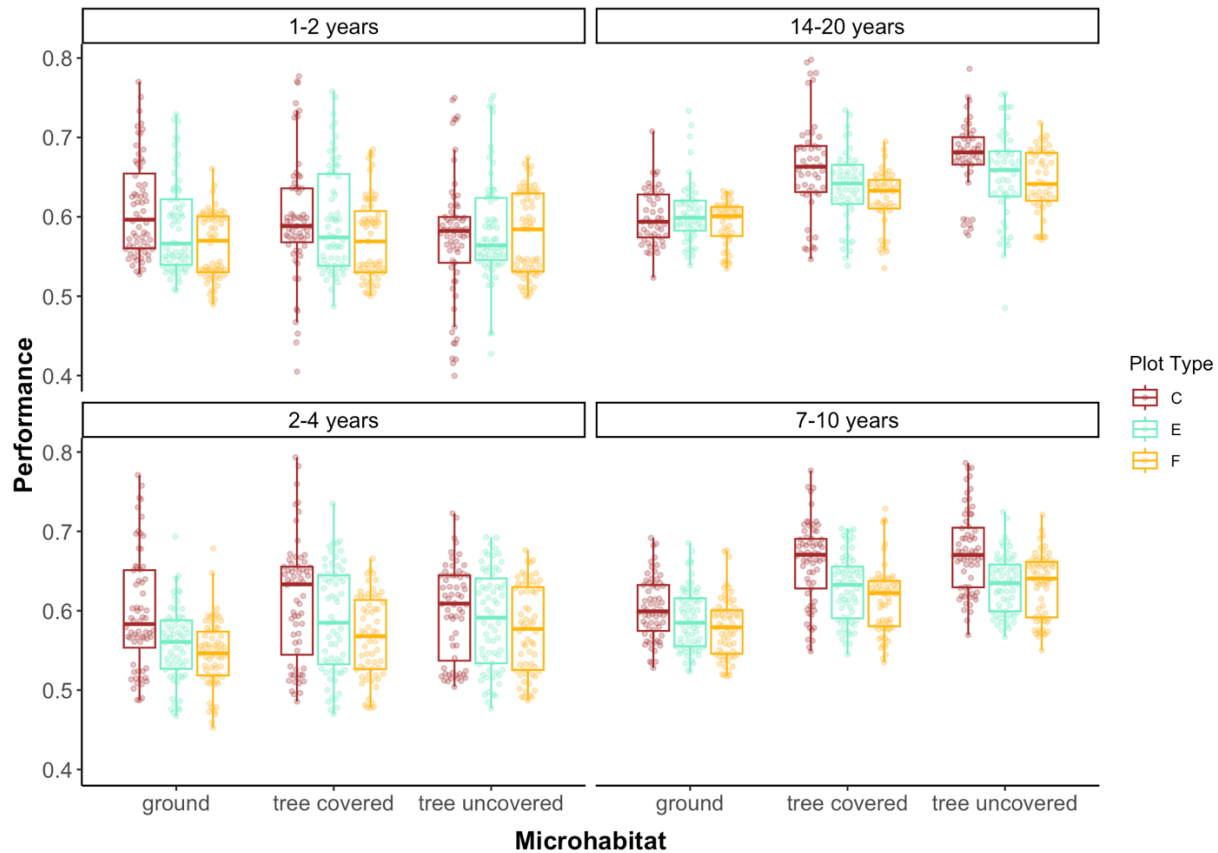 1-2 years
14-20 years
0.8
0.7
0.6
0.5
0.4
2-4 years
7-10 years
0.8
0.7
0.6
0.5
0.4
Performance
ground
tree covered
tree uncovered
ground
tree covered
tree uncovered
Microhabitat
Plot Type
C
E
F